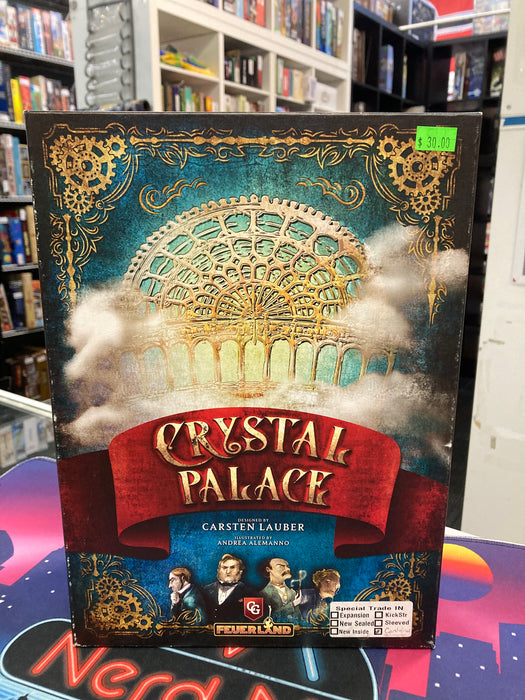 $ 30.00
CRYSTAL
PALACE
DESIGNED BY
CARSTEN LAUBER
ILLUSTRATED BY
ANDREA ALEMANNO
CG
FEUERLAND
Special Trade IN
Expansion KickStr
New Sealed Sleeved
New Inside
Nerd